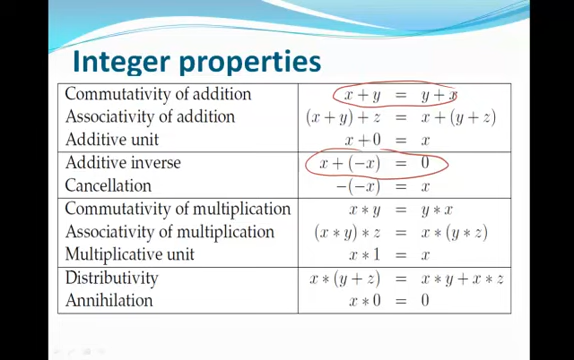 Integer properties
Commutativity of addition x + y = y + x
Associativity of addition (x + y) + z = x + (y + z)
Additive unit x + 0 = x
Additive inverse x + (−x) = 0
Cancellation −(−x) = x
Commutativity of multiplication x ∗ y = y ∗ x
Associativity of multiplication (x ∗ y) ∗ z = x ∗ (y ∗ z)
Multiplicative unit x ∗ 1 = x
Distributivity x ∗ (y + z) = x ∗ y + x ∗ z
Annihilation x ∗ 0 = 0